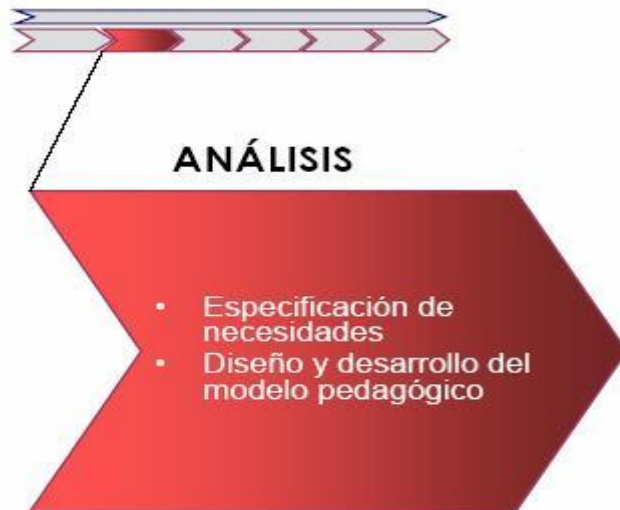 ANÁLISIS
• Especificación de
necesidades
• Diseño y desarrollo del
modelo pedagógico